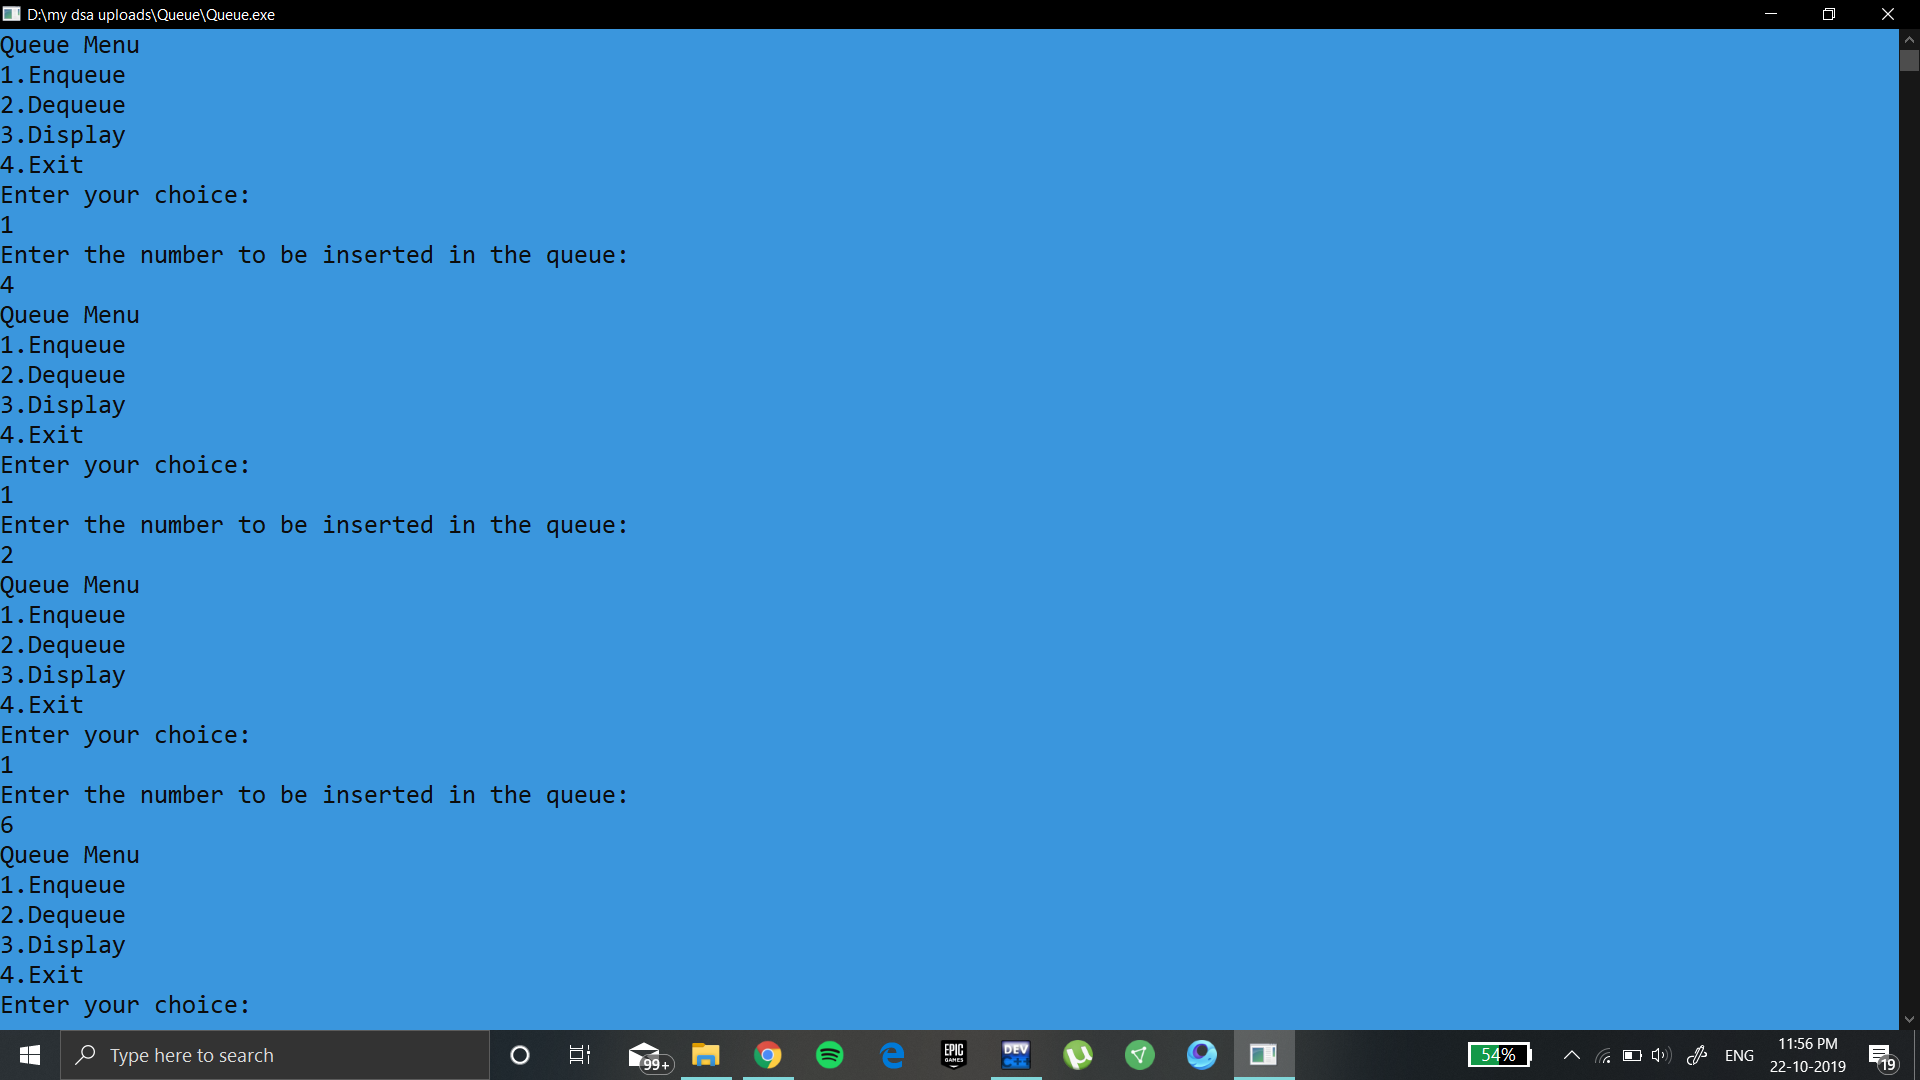 D:\my dsa uploads\Queue\Queue.exe
Queue Menu
1.Enqueue
2.Dequeue
3.Display
4.Exit
Enter your choice:
1
Enter the number to be inserted in the queue:
4
Queue Menu
1.Enqueue
2.Dequeue
3.Display
4.Exit
Enter your choice:
1
Enter the number to be inserted in the queue:
2
Queue Menu
1.Enqueue
2.Dequeue
3.Display
4.Exit
Enter your choice:
1
Enter the number to be inserted in the queue:
6
Queue Menu
1.Enqueue
2.Dequeue
3.Display
4.Exit
Enter your choice:
Type here to search
99+
EPIC
GAMES
DEV
C++
54%
ENG
11:56 PM
22-10-2019
19